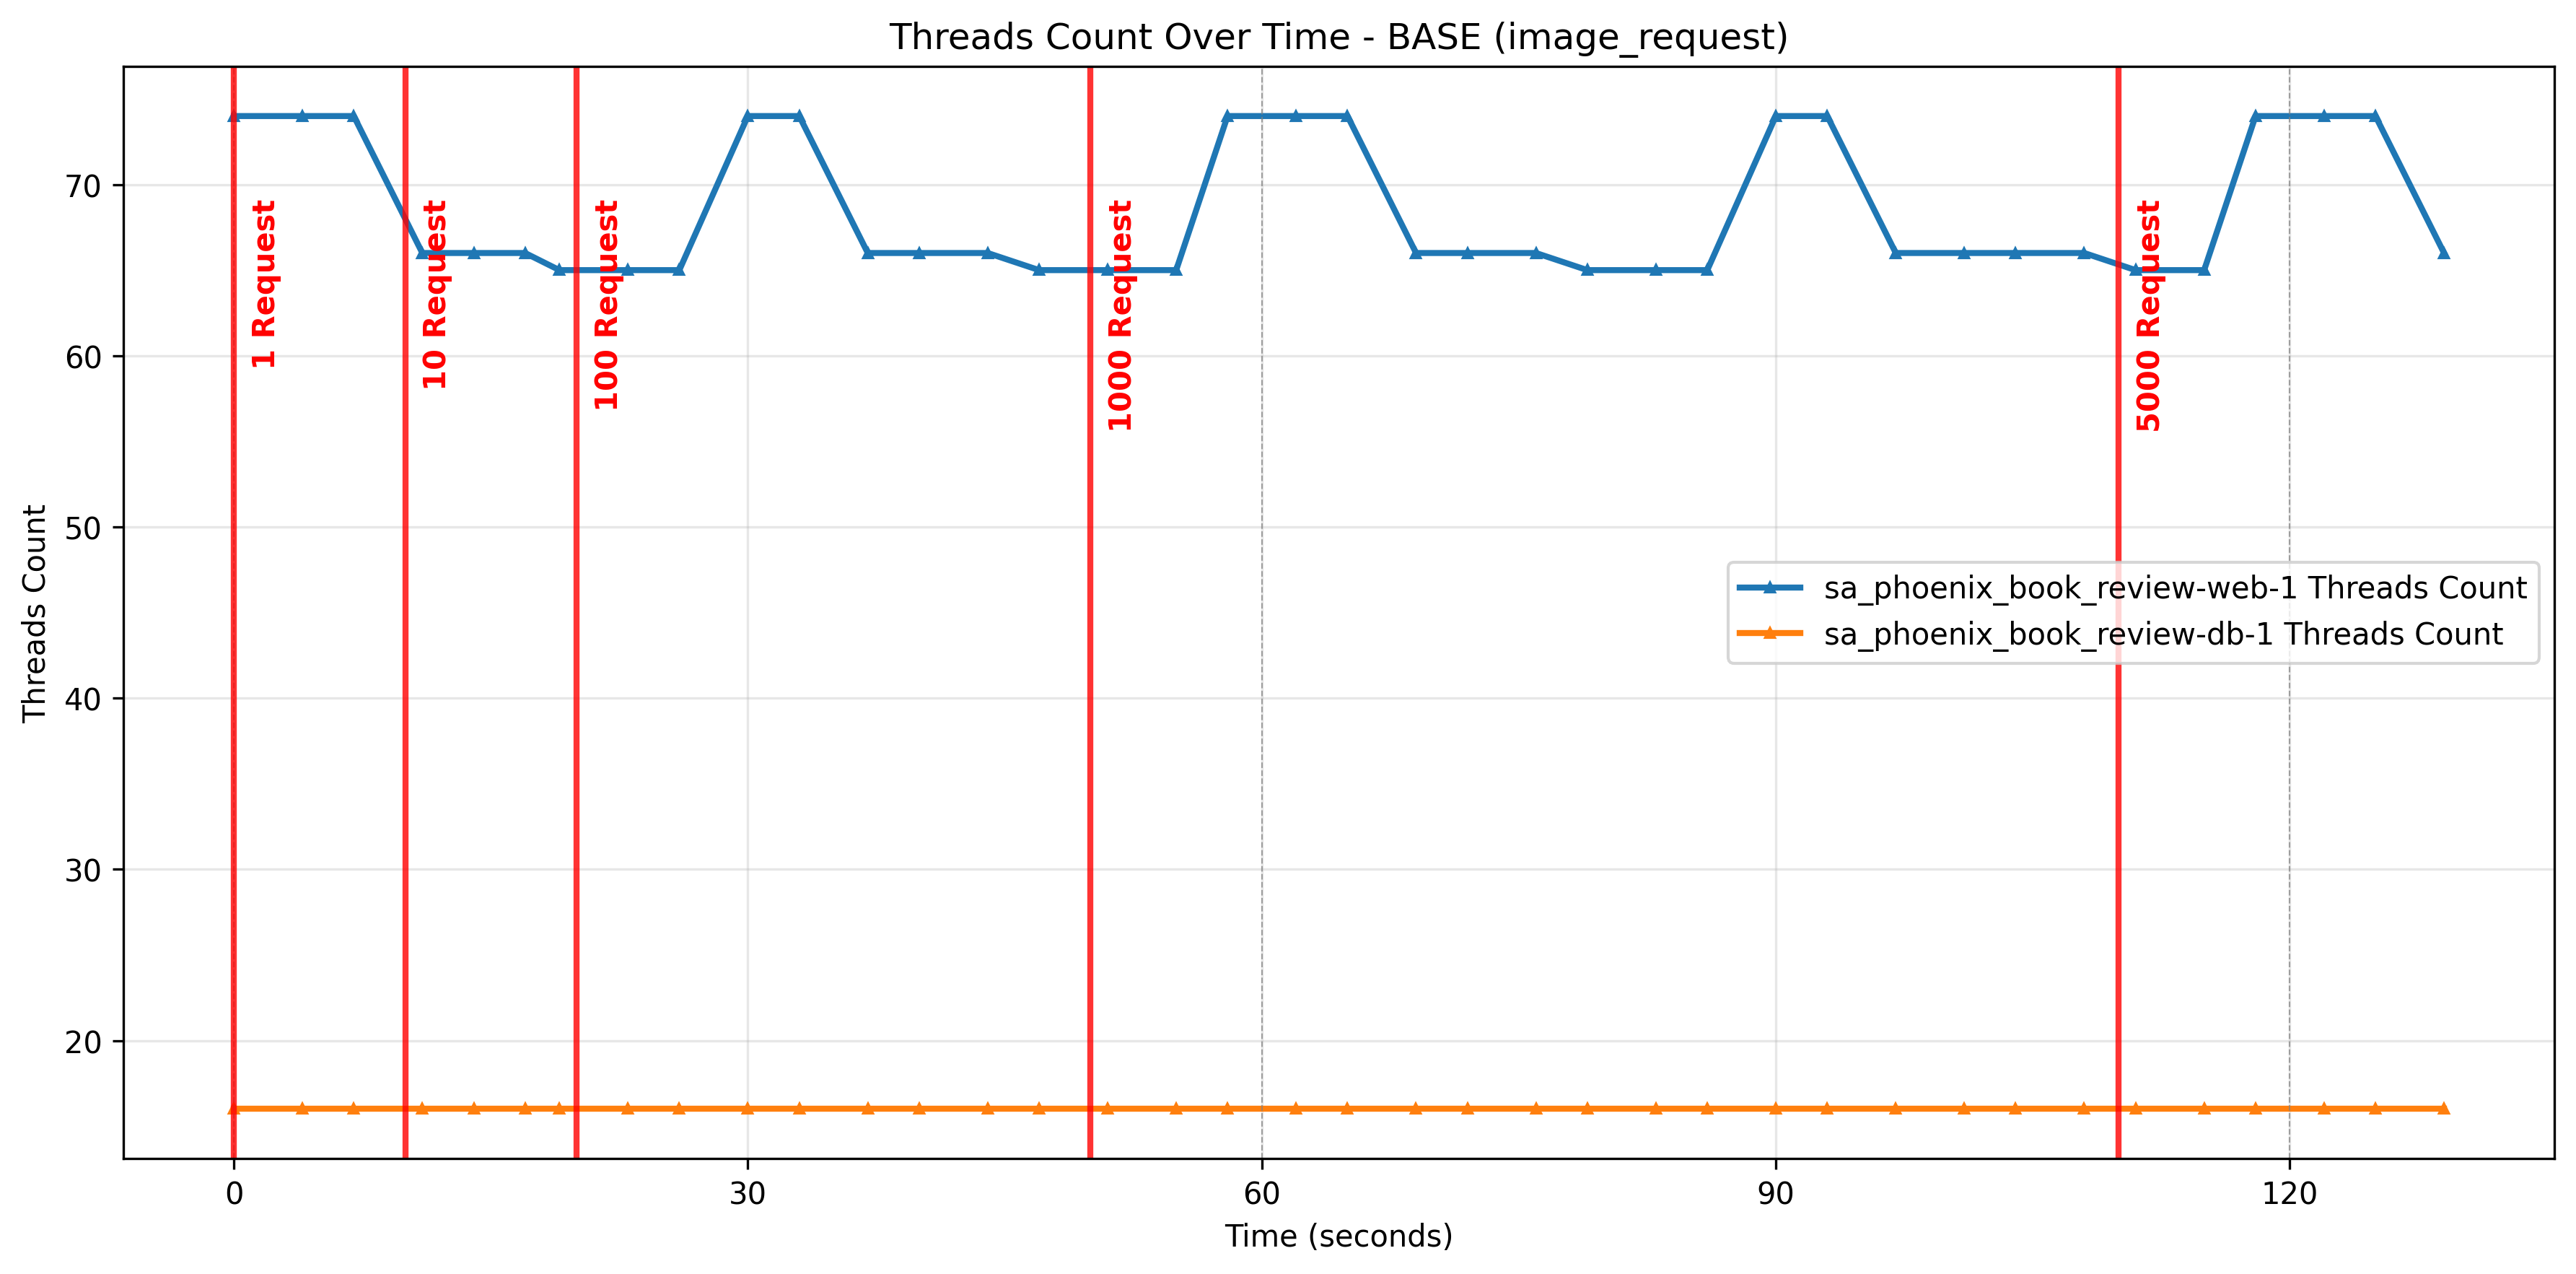 Threads Count Over Time - BASE (image_request)
Threads Count
70
60
50
40
30
20
1 Request
10 Request
100 Request
1000 Request
5000 Request
sa_phoenix_book_review-web-1 Threads Count
sa_phoenix_book_review-db-1 Threads Count
0
30
60
90
120
Time (seconds)